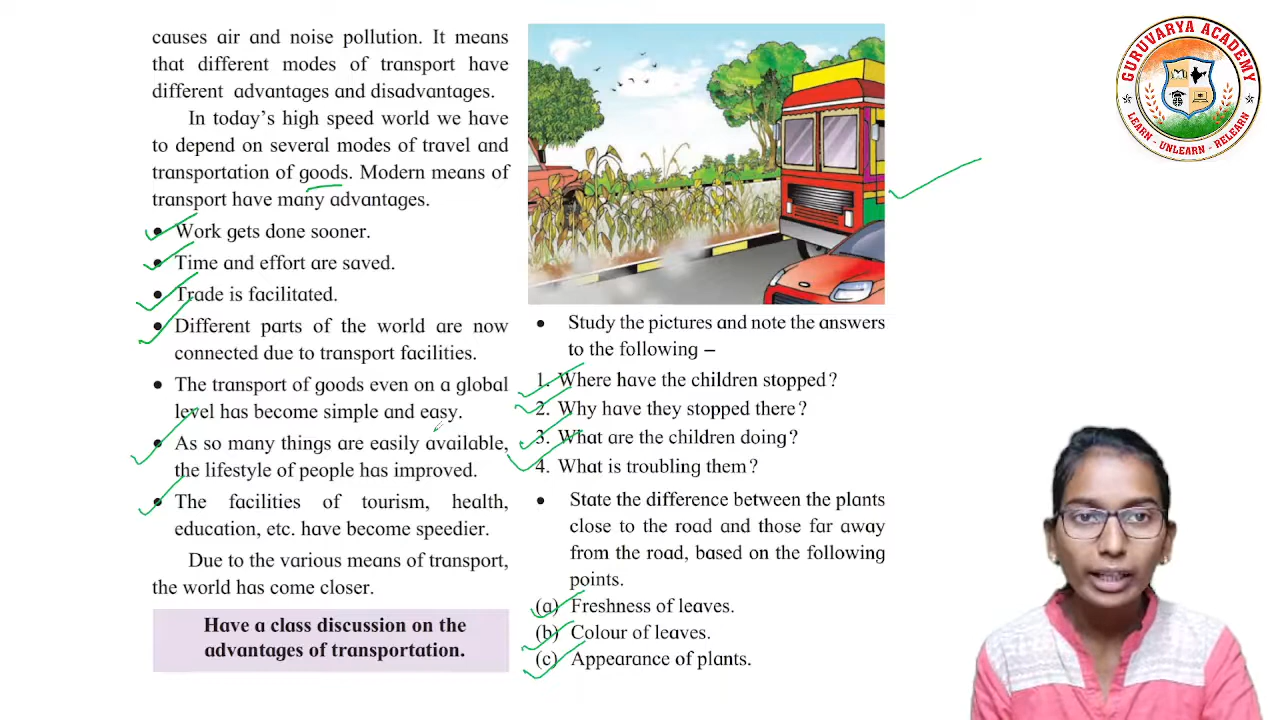 causes air and noise pollution. It means
that different modes of transport have
different advantages and disadvantages.
In today's high speed world we have
to depend on several modes of travel and
transportation of goods. Modern means of
transport have many advantages.
• Work gets done sooner.
• Time and effort are saved.
• Trade is facilitated.
• Different parts of the world are now
connected due to transport facilities.
• The transport of goods even on a global
level has become simple and easy.
• As so many things are easily available,
the lifestyle of people has improved.
• The facilities of tourism, health,
education, etc. have become speedier.
Due to the various means of transport,
the world has come closer.
Have a class discussion on the
advantages of transportation.
• Study the pictures and note the answers
to the following –
1. Where have the children stopped?
2. Why have they stopped there?
3. What are the children doing?
4. What is troubling them?
• State the difference between the plants
close to the road and those far away
from the road, based on the following
points.
(a) Freshness of leaves.
(b) Colour of leaves.
(c) Appearance of plants.
GURUVARYA ACADEMY
LEARN - UNLEARN - RELEARN